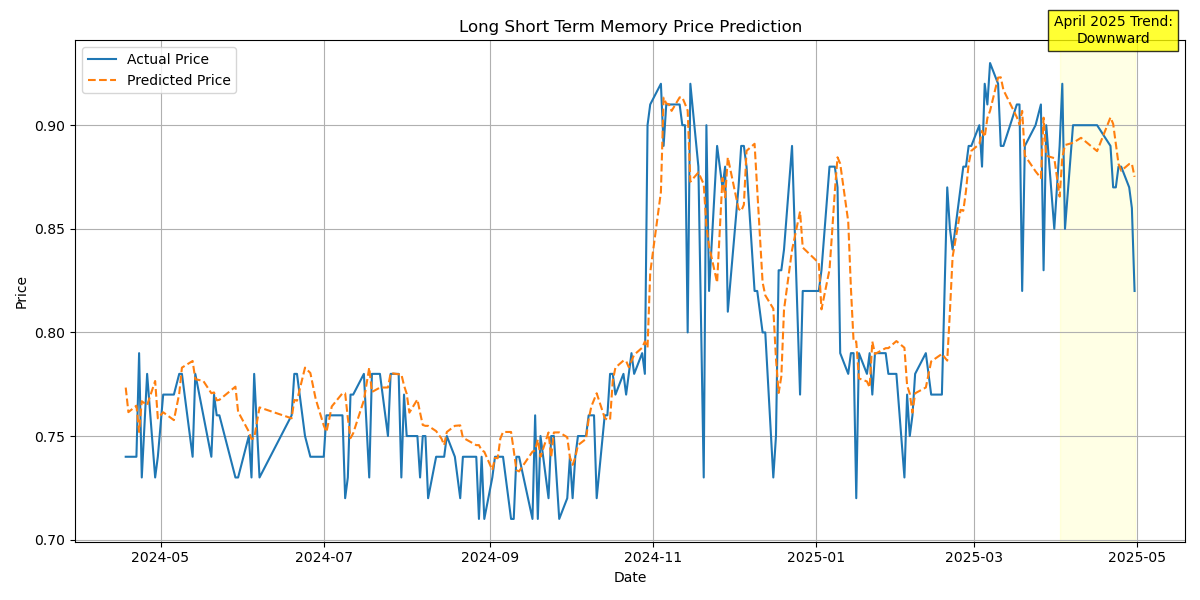 Long Short Term Memory Price Prediction
April 2025 Trend:
Downward
Actual Price
Predicted Price
Price
0.90
0.85
0.80
0.75
0.70
2024-05
2024-07
2024-09
2024-11
2025-01
2025-03
2025-05
Date